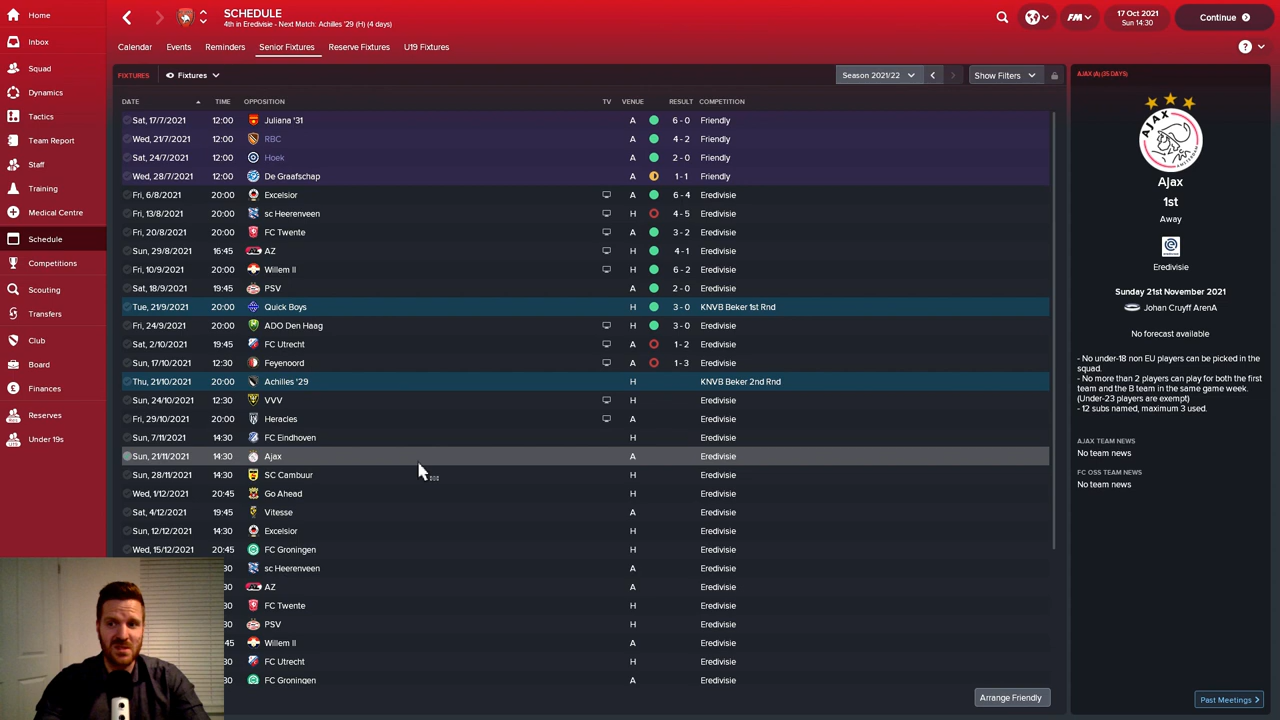 Home
Inbox
Squad
Dynamics
Tactics
Team Report
Staff
Training
Medical Centre
Schedule
Competitions
Scouting
Transfers
Club
Board
Finances
Reserves
Under 19s
SCHEDULE
4th in Eredivisie - Next Match: Achilles '29 (H) (4 days)
FM
17 Oct 2021
Sun 14:30
Continue
Calendar Events Reminders Senior Fixtures Reserve Fixtures U19 Fixtures
FIXTURES Fixtures Season 2021/22 Show Filters
DATE TIME OPPOSITION TV VENUE RESULT COMPETITION
Sat, 17/7/2021 12:00 Juliana '31 A 6 - 0 Friendly
Wed, 21/7/2021 12:00 RBC A 4 - 2 Friendly
Sat, 24/7/2021 12:00 Hoek A 2 - 0 Friendly
Wed, 28/7/2021 12:00 De Graafschap A 1 - 1 Friendly
Fri, 6/8/2021 20:00 Excelsior A 6 - 4 Eredivisie
Fri, 13/8/2021 20:00 sc Heerenveen H 4 - 5 Eredivisie
Fri, 20/8/2021 20:00 FC Twente A 3 - 2 Eredivisie
Sun, 29/8/2021 16:45 AZ H 4 - 1 Eredivisie
Fri, 10/9/2021 20:00 Willem II H 6 - 2 Eredivisie
Sat, 18/9/2021 19:45 PSV A 2 - 0 Eredivisie
Tue, 21/9/2021 20:00 Quick Boys H 3 - 0 KNVB Beker 1st Rnd
Fri, 24/9/2021 20:00 ADO Den Haag H 3 - 0 Eredivisie
Sat, 2/10/2021 19:45 FC Utrecht A 1 - 2 Eredivisie
Sun, 17/10/2021 12:30 Feyenoord A 1 - 3 Eredivisie
Thu, 21/10/2021 20:00 Achilles '29 H KNVB Beker 2nd Rnd
Sun, 24/10/2021 12:30 VVV H Eredivisie
Fri, 29/10/2021 20:00 Heracles A Eredivisie
Sun, 7/11/2021 14:30 FC Eindhoven H Eredivisie
Sun, 21/11/2021 14:30 Ajax A Eredivisie
Sun, 28/11/2021 14:30 SC Cambuur H Eredivisie
Wed, 1/12/2021 20:45 Go Ahead H Eredivisie
Sat, 4/12/2021 19:45 Vitesse A Eredivisie
Sun, 12/12/2021 14:30 Excelsior H Eredivisie
Wed, 15/12/2021 20:45 FC Groningen H Eredivisie
30 sc Heerenveen A Eredivisie
30 AZ A Eredivisie
30 FC Twente H Eredivisie
30 PSV H Eredivisie
45 Willem II A Eredivisie
30 FC Utrecht H Eredivisie
30 FC Groningen A Eredivisie
Arrange Friendly
AJAX (A) (35 DAYS)
AJAX
Ajax
1st
Away
Eredivisie
Sunday 21st November 2021
Johan Cruyff ArenA
No forecast available
- No under-18 non EU players can be picked in the
squad.
- No more than 2 players can play for both the first
team and the B team in the same game week.
(Under-23 players are exempt)
- 12 subs named, maximum 3 used.
AJAX TEAM NEWS
No team news
FC OSS TEAM NEWS
No team news
Past Meetings